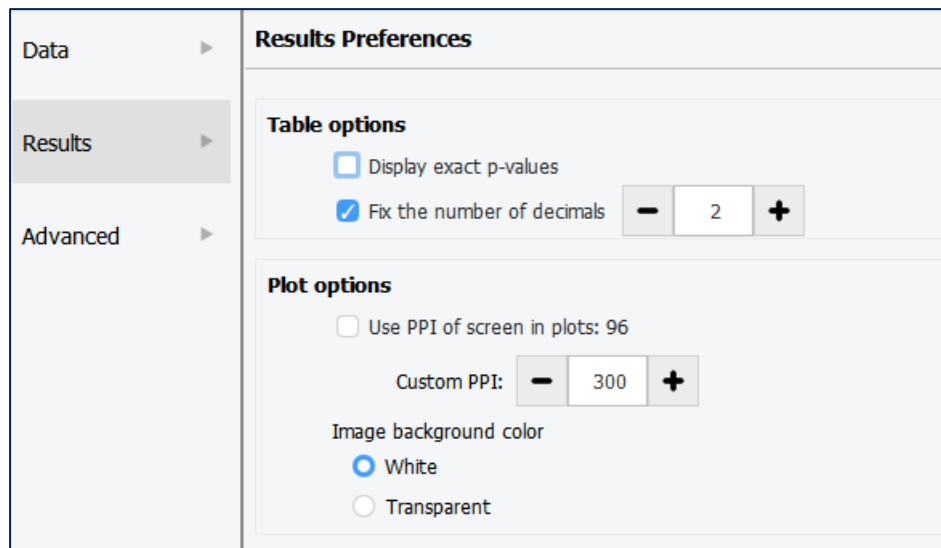 Data
Results
Advanced
Results Preferences
Table options
Display exact p-values
Fix the number of decimals 2
Plot options
Use PPI of screen in plots: 96
Custom PPI: 300
Image background color
White
Transparent